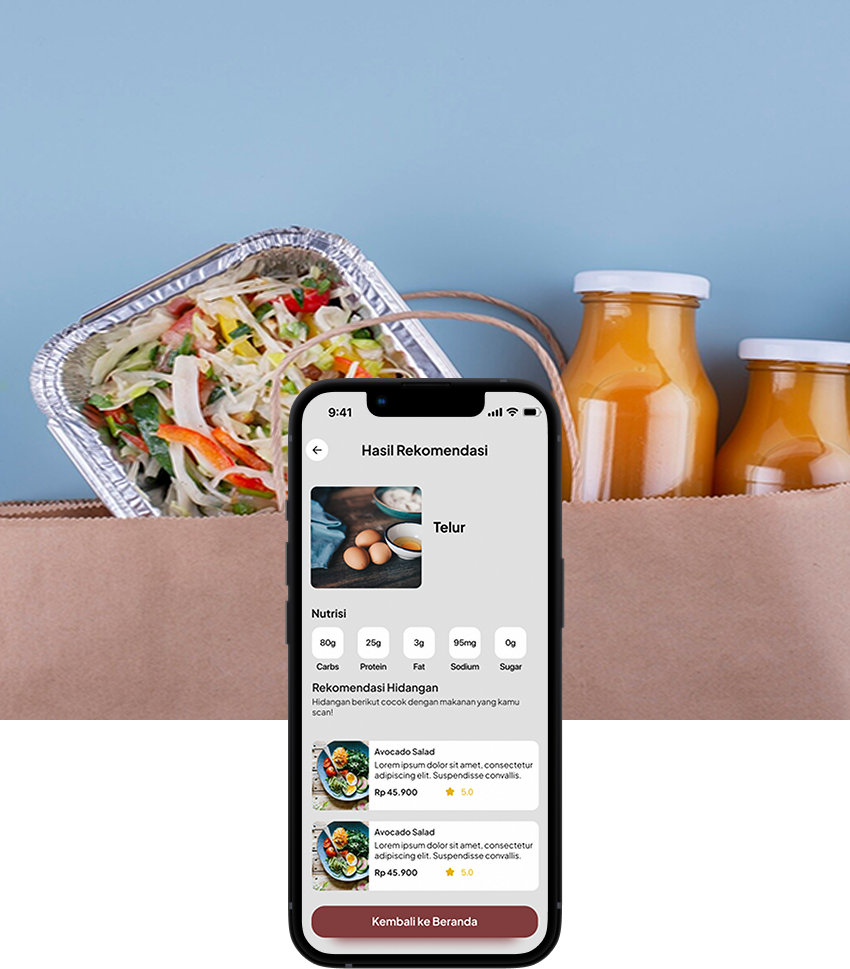 9:41
Hasil Rekomendasi
Telur
Nutrisi
80g 25g 3g 95mg 0g
Carbs Protein Fat Sodium Sugar
Rekomendasi Hidangan
Hidangan berikut cocok dengan makanan yang kamu
scan!
Avocado Salad
Lorem ipsum dolor sit amet, consectetur
adipiscing elit. Suspendisse convallis.
Rp 45.900 5.0
Avocado Salad
Lorem ipsum dolor sit amet, consectetur
adipiscing elit. Suspendisse convallis.
Rp 45.900 5.0
Kembali ke Beranda